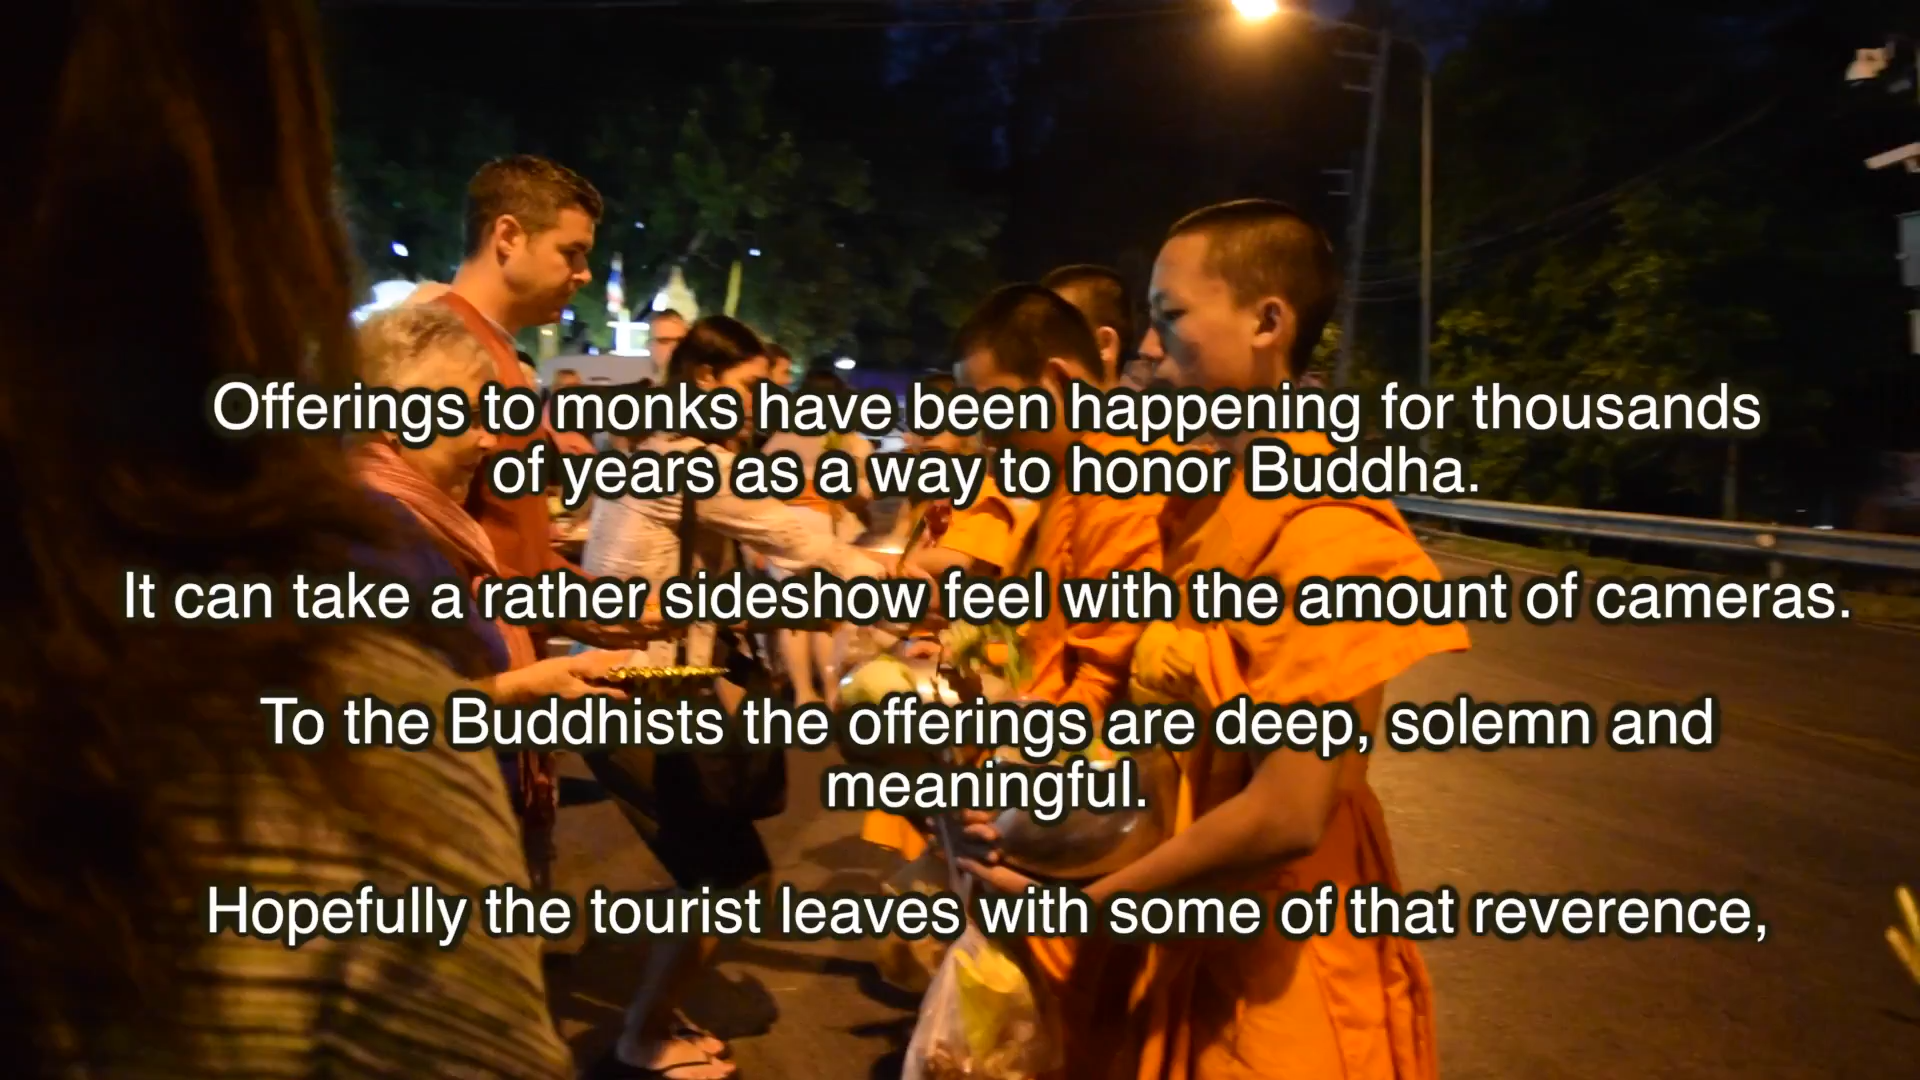 Offerings to monks have been happening for thousands
of years as a way to honor Buddha.
It can take a rather sideshow feel with the amount of cameras.
To the Buddhists the offerings are deep, solemn and
meaningful.
Hopefully the tourist leaves with some of that reverence,